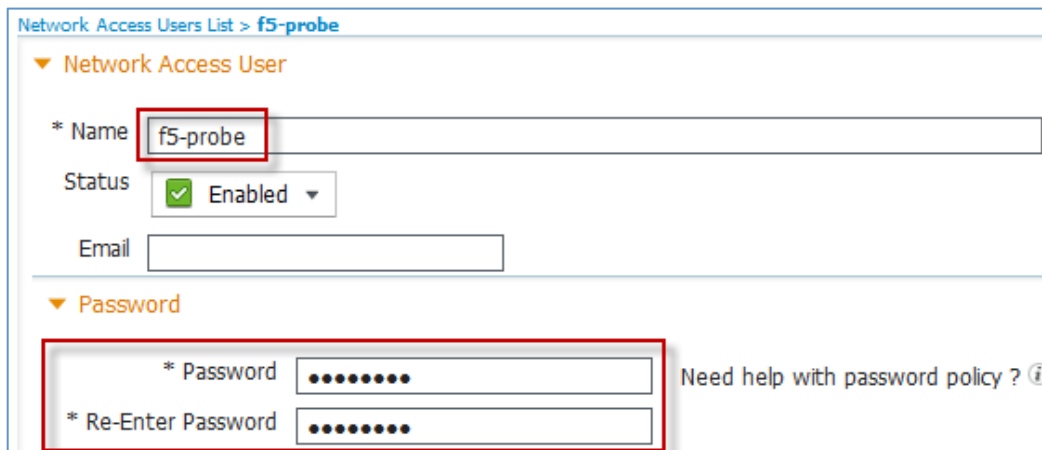 Network Access Users List > f5-probe
Network Access User
* Name f5-probe
Status Enabled
Email
Password
* Password ●●●●●●●● Need help with password policy ?
* Re-Enter Password ●●●●●●●●